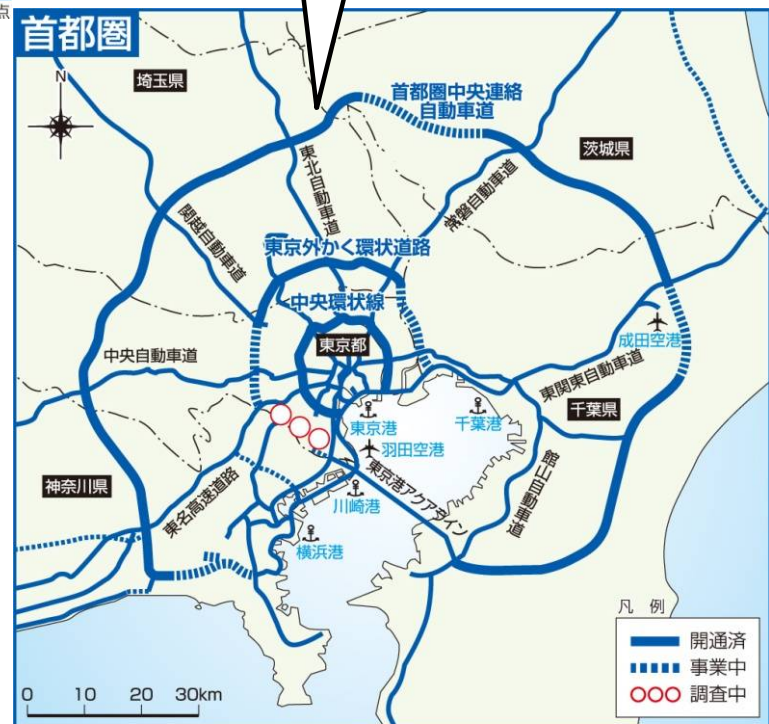 点
首都圏
N
埼玉県
首都圏中央連絡
自動車道
茨城県
東北自動車道
常磐自動車道
関越自動車道
東京外かく環状道路
中央環状線
東京都
中央自動車道
成田空港
東関東自動車道
千葉県
東京港
千葉港
羽田空港
神奈川県
東名高速道路
川崎港
東京港アクアライン
館山自動車道
横浜港
凡 例
開通済
事業中
調査中
0 10 20 30km